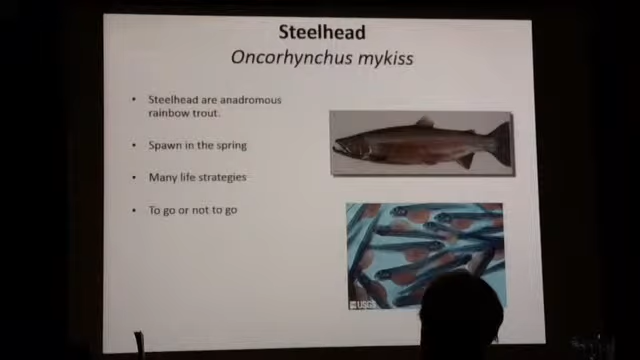 Steelhead
Oncorhynchus mykiss
• Steelhead are anadromous
rainbow trout.
• Spawn in the spring
• Many life strategies
• To go or not to go
USGS